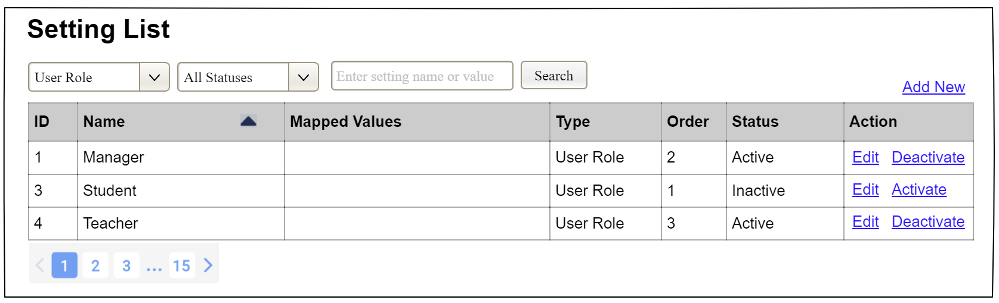 Setting List
User Role All Statuses Enter setting name or value Search
Add New
ID Name Mapped Values Type Order Status Action
1 Manager User Role 2 Active Edit Deactivate
3 Student User Role 1 Inactive Edit Activate
4 Teacher User Role 3 Active Edit Deactivate
< 1 2 3 ... 15 >